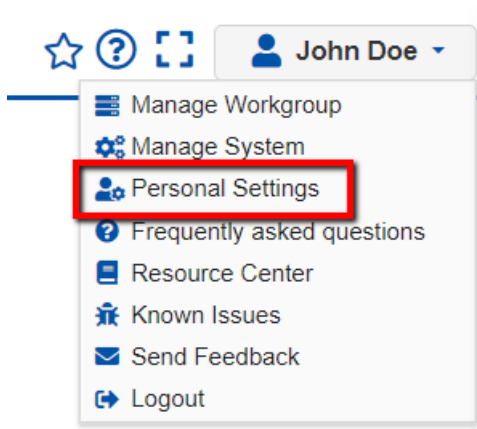 John Doe
Manage Workgroup
Manage System
Personal Settings
Frequently asked questions
Resource Center
Known Issues
Send Feedback
Logout